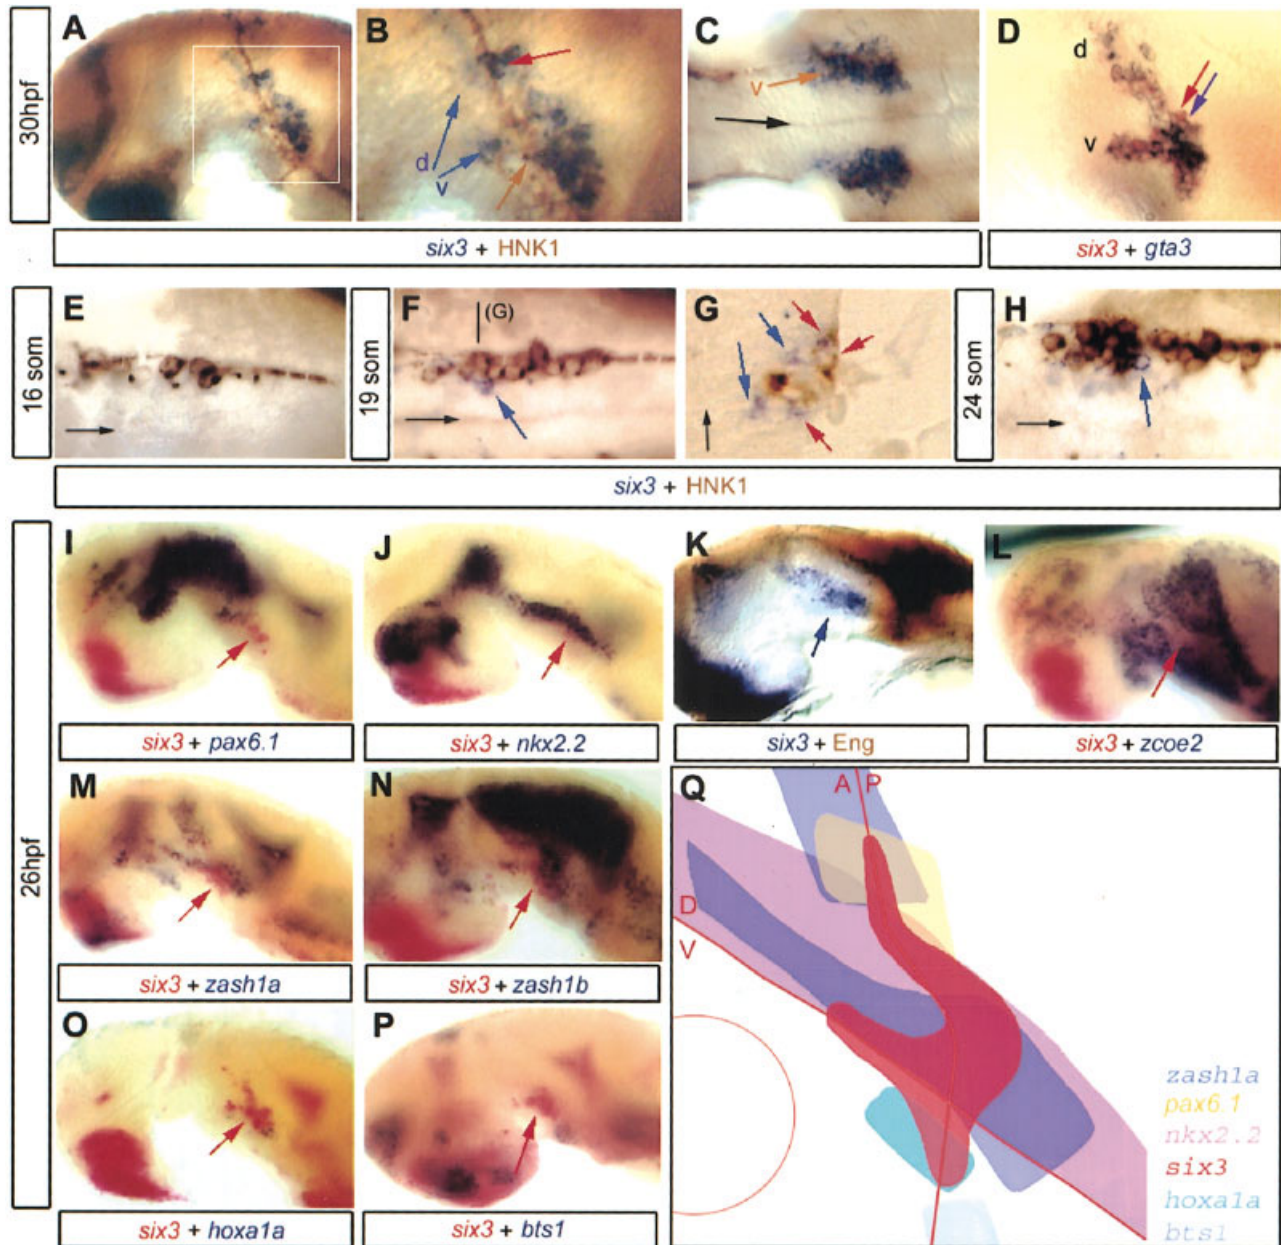 30hpf
A
B
d
v
C
v
D
d
v
six3 + HNK1
six3 + gta3
16 som
E
19 som
F
(G)
G
24 som
H
six3 + HNK1
26hpf
I
J
K
L
six3 + pax6.1
six3 + nkx2.2
six3 + Eng
six3 + zcoe2
M
N
six3 + zash1a
six3 + zash1b
O
P
six3 + hoxa1a
six3 + bts1
Q
A P
D
V
zash1a
pax6.1
nkx2.2
six3
hoxa1a
bts1